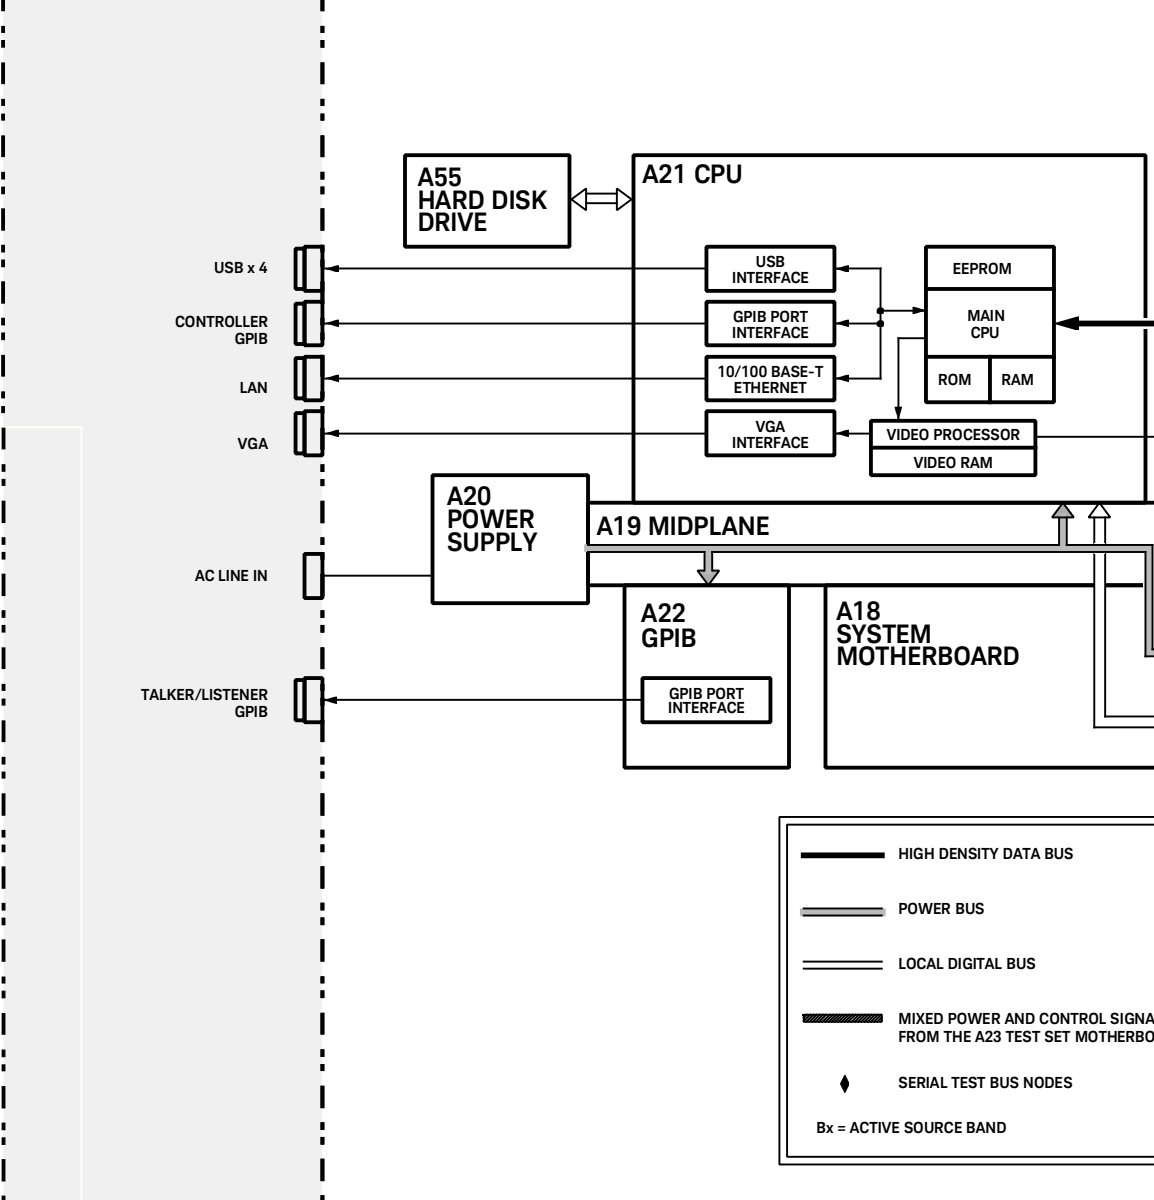 A55
HARD DISK
DRIVE
A21 CPU
USB x 4
CONTROLLER
GPIB
LAN
VGA
USB
INTERFACE
GPIB PORT
INTERFACE
10/100 BASE-T
ETHERNET
VGA
INTERFACE
EEPROM
MAIN
CPU
ROM
RAM
VIDEO PROCESSOR
VIDEO RAM
A20
POWER
SUPPLY
A19 MIDPLANE
AC LINE IN
A22
GPIB
A18
SYSTEM
MOTHERBOARD
TALKER/LISTENER
GPIB
GPIB PORT
INTERFACE
HIGH DENSITY DATA BUS
POWER BUS
LOCAL DIGITAL BUS
MIXED POWER AND CONTROL SIGNA
FROM THE A23 TEST SET MOTHERBO
SERIAL TEST BUS NODES
Bx = ACTIVE SOURCE BAND